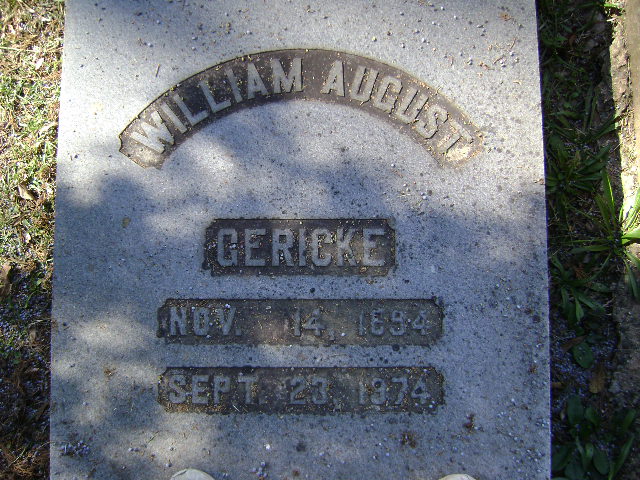 WILLIAM AUGUST
GERICKE
NOV. 14, 1894
SEPT. 23, 1974